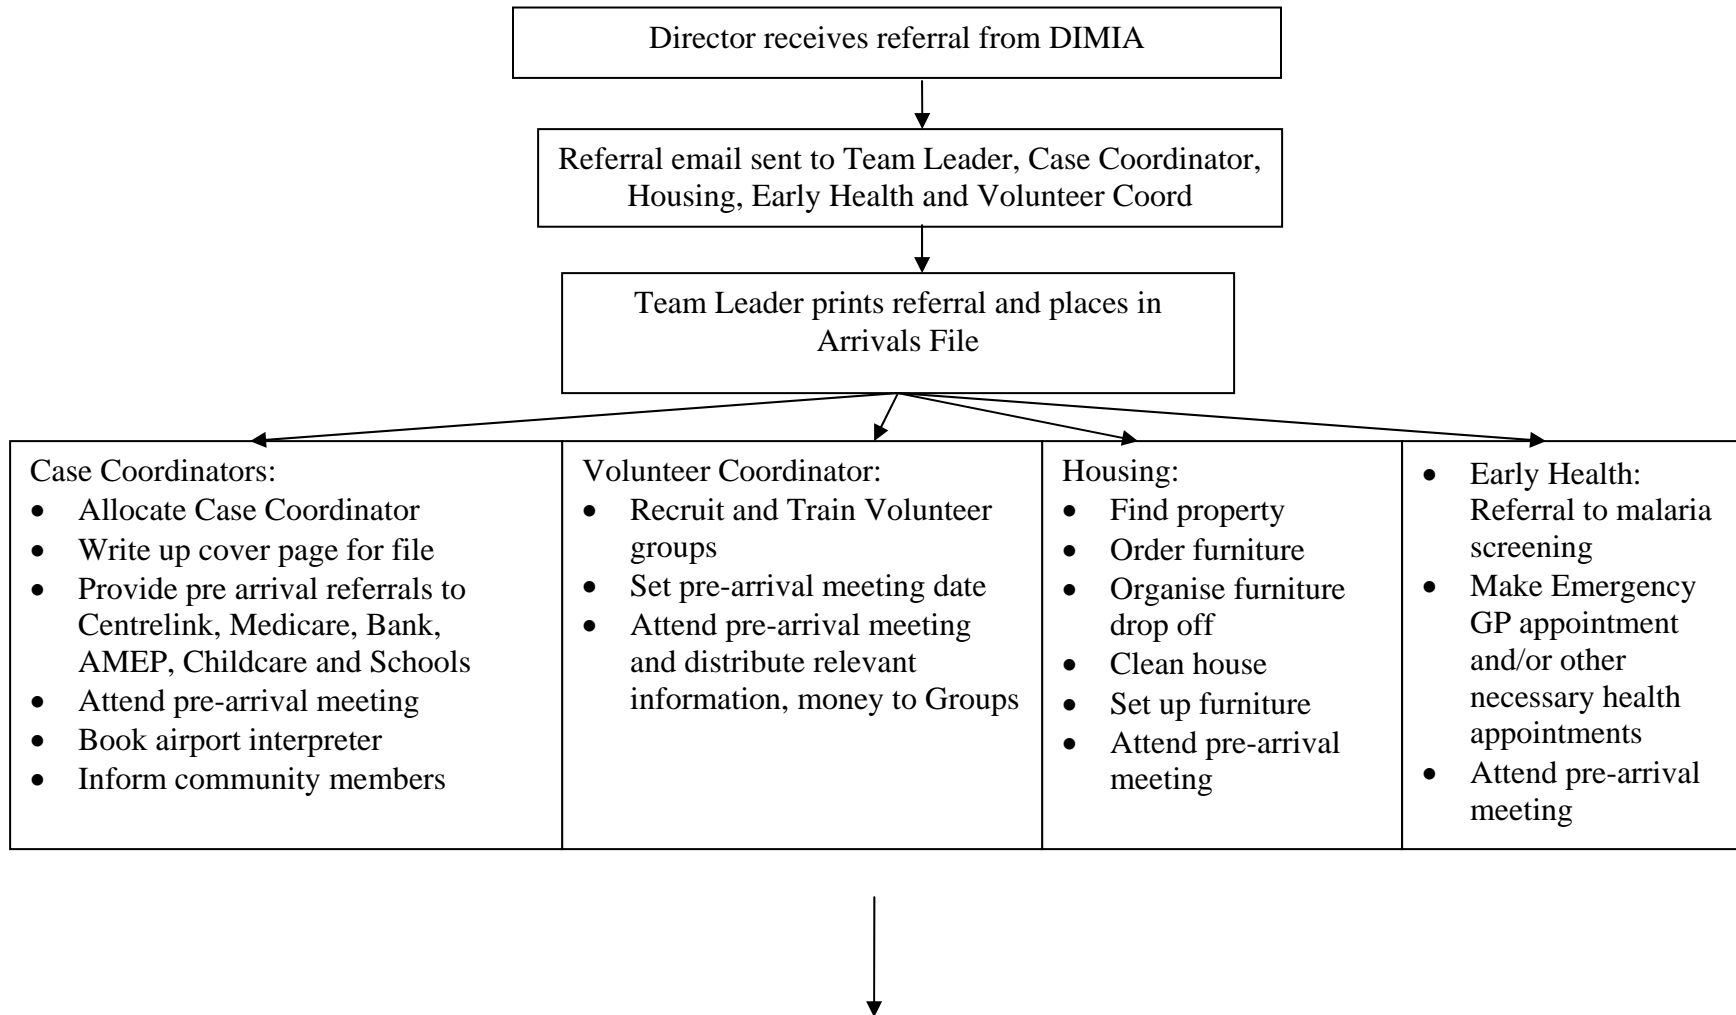 Director receives referral from DIMIA
Referral email sent to Team Leader, Case Coordinator,
Housing, Early Health and Volunteer Coord
Team Leader prints referral and places in
Arrivals File
Case Coordinators:
• Allocate Case Coordinator
• Write up cover page for file
• Provide pre arrival referrals to
Centrelink, Medicare, Bank,
AMEP, Childcare and Schools
• Attend pre-arrival meeting
• Book airport interpreter
• Inform community members
Volunteer Coordinator:
• Recruit and Train Volunteer
groups
• Set pre-arrival meeting date
• Attend pre-arrival meeting
and distribute relevant
information, money to Groups
Housing:
• Find property
• Order furniture
• Organise furniture
drop off
• Clean house
• Set up furniture
• Attend pre-arrival
meeting
• Early Health:
Referral to malaria
screening
• Make Emergency
GP appointment
and/or other
necessary health
appointments
• Attend pre-arrival
meeting